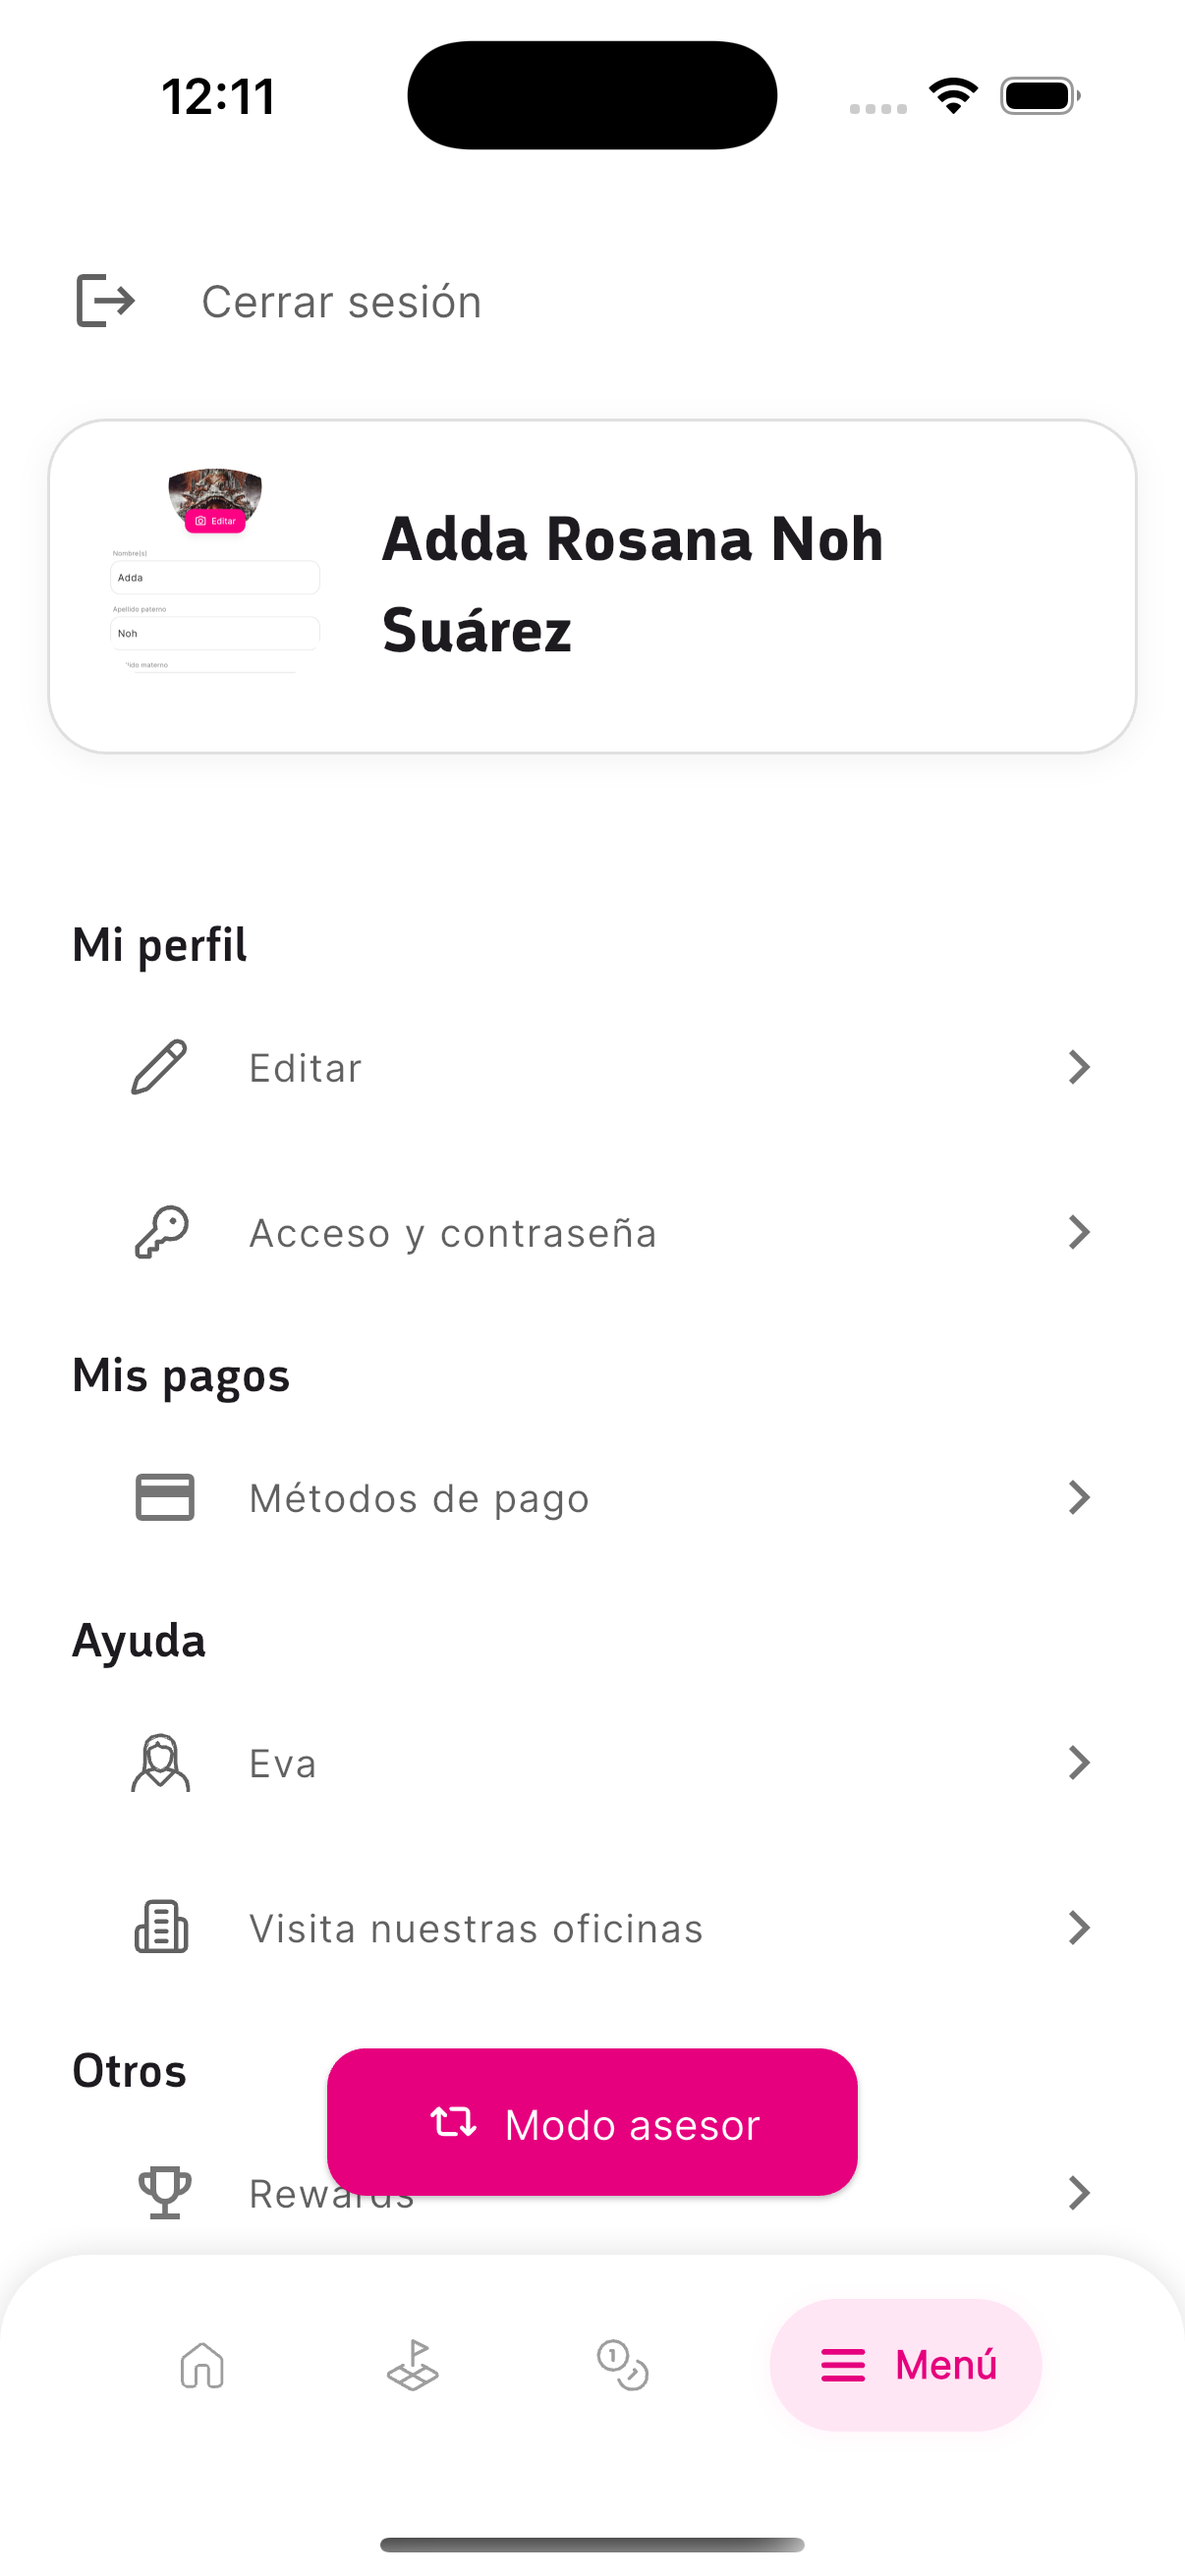 12:11
Cerrar sesión
Editar
Nombre(s)
Adda
Apellido paterno
Noh
ido materno
Adda Rosana Noh
Suárez
Mi perfil
Editar
Acceso y contraseña
Mis pagos
Métodos de pago
Ayuda
Eva
Visita nuestras oficinas
Otros
Modo asesor
Rewards
Menú